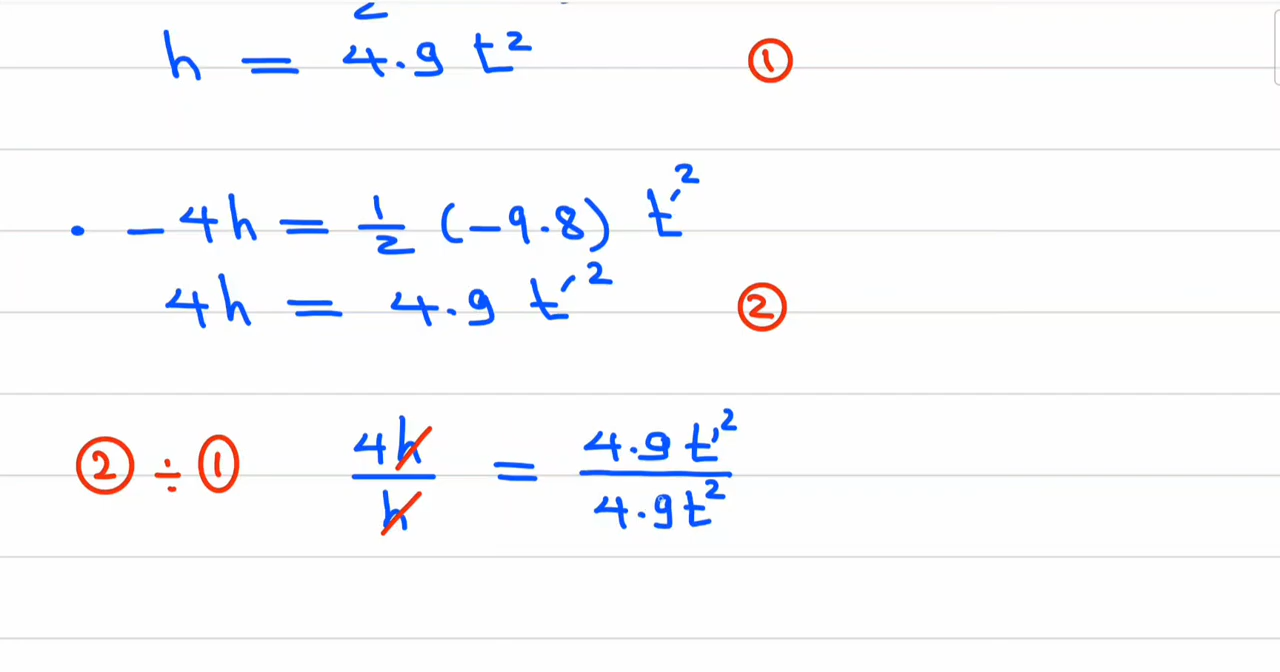 h = 4.9 t² ①
· - 4h = ½ (-9.8) t′²
4h = 4.9 t′² ②
② ÷ ① 4h/h = 4.9 t′²/4.9 t²